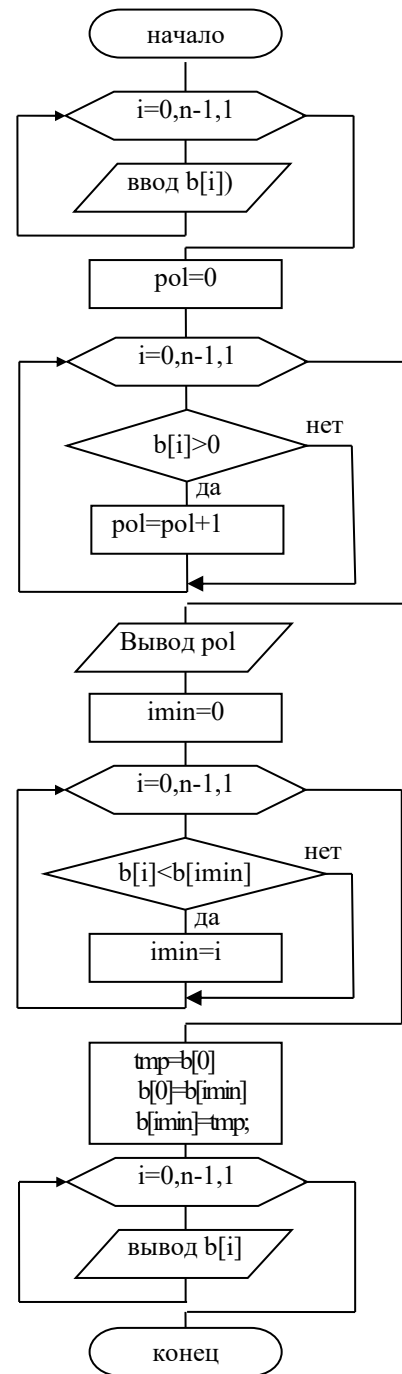 начало
i=0,n-1,1
ввод b[i])
pol=0
i=0,n-1,1
нет
b[i]>0
да
pol=pol+1
Вывод pol
imin=0
i=0,n-1,1
нет
b[i]<b[imin]
да
imin=i
tmp=b[0]
b[0]=b[imin]
b[imin]=tmp;
i=0,n-1,1
вывод b[i]
конец